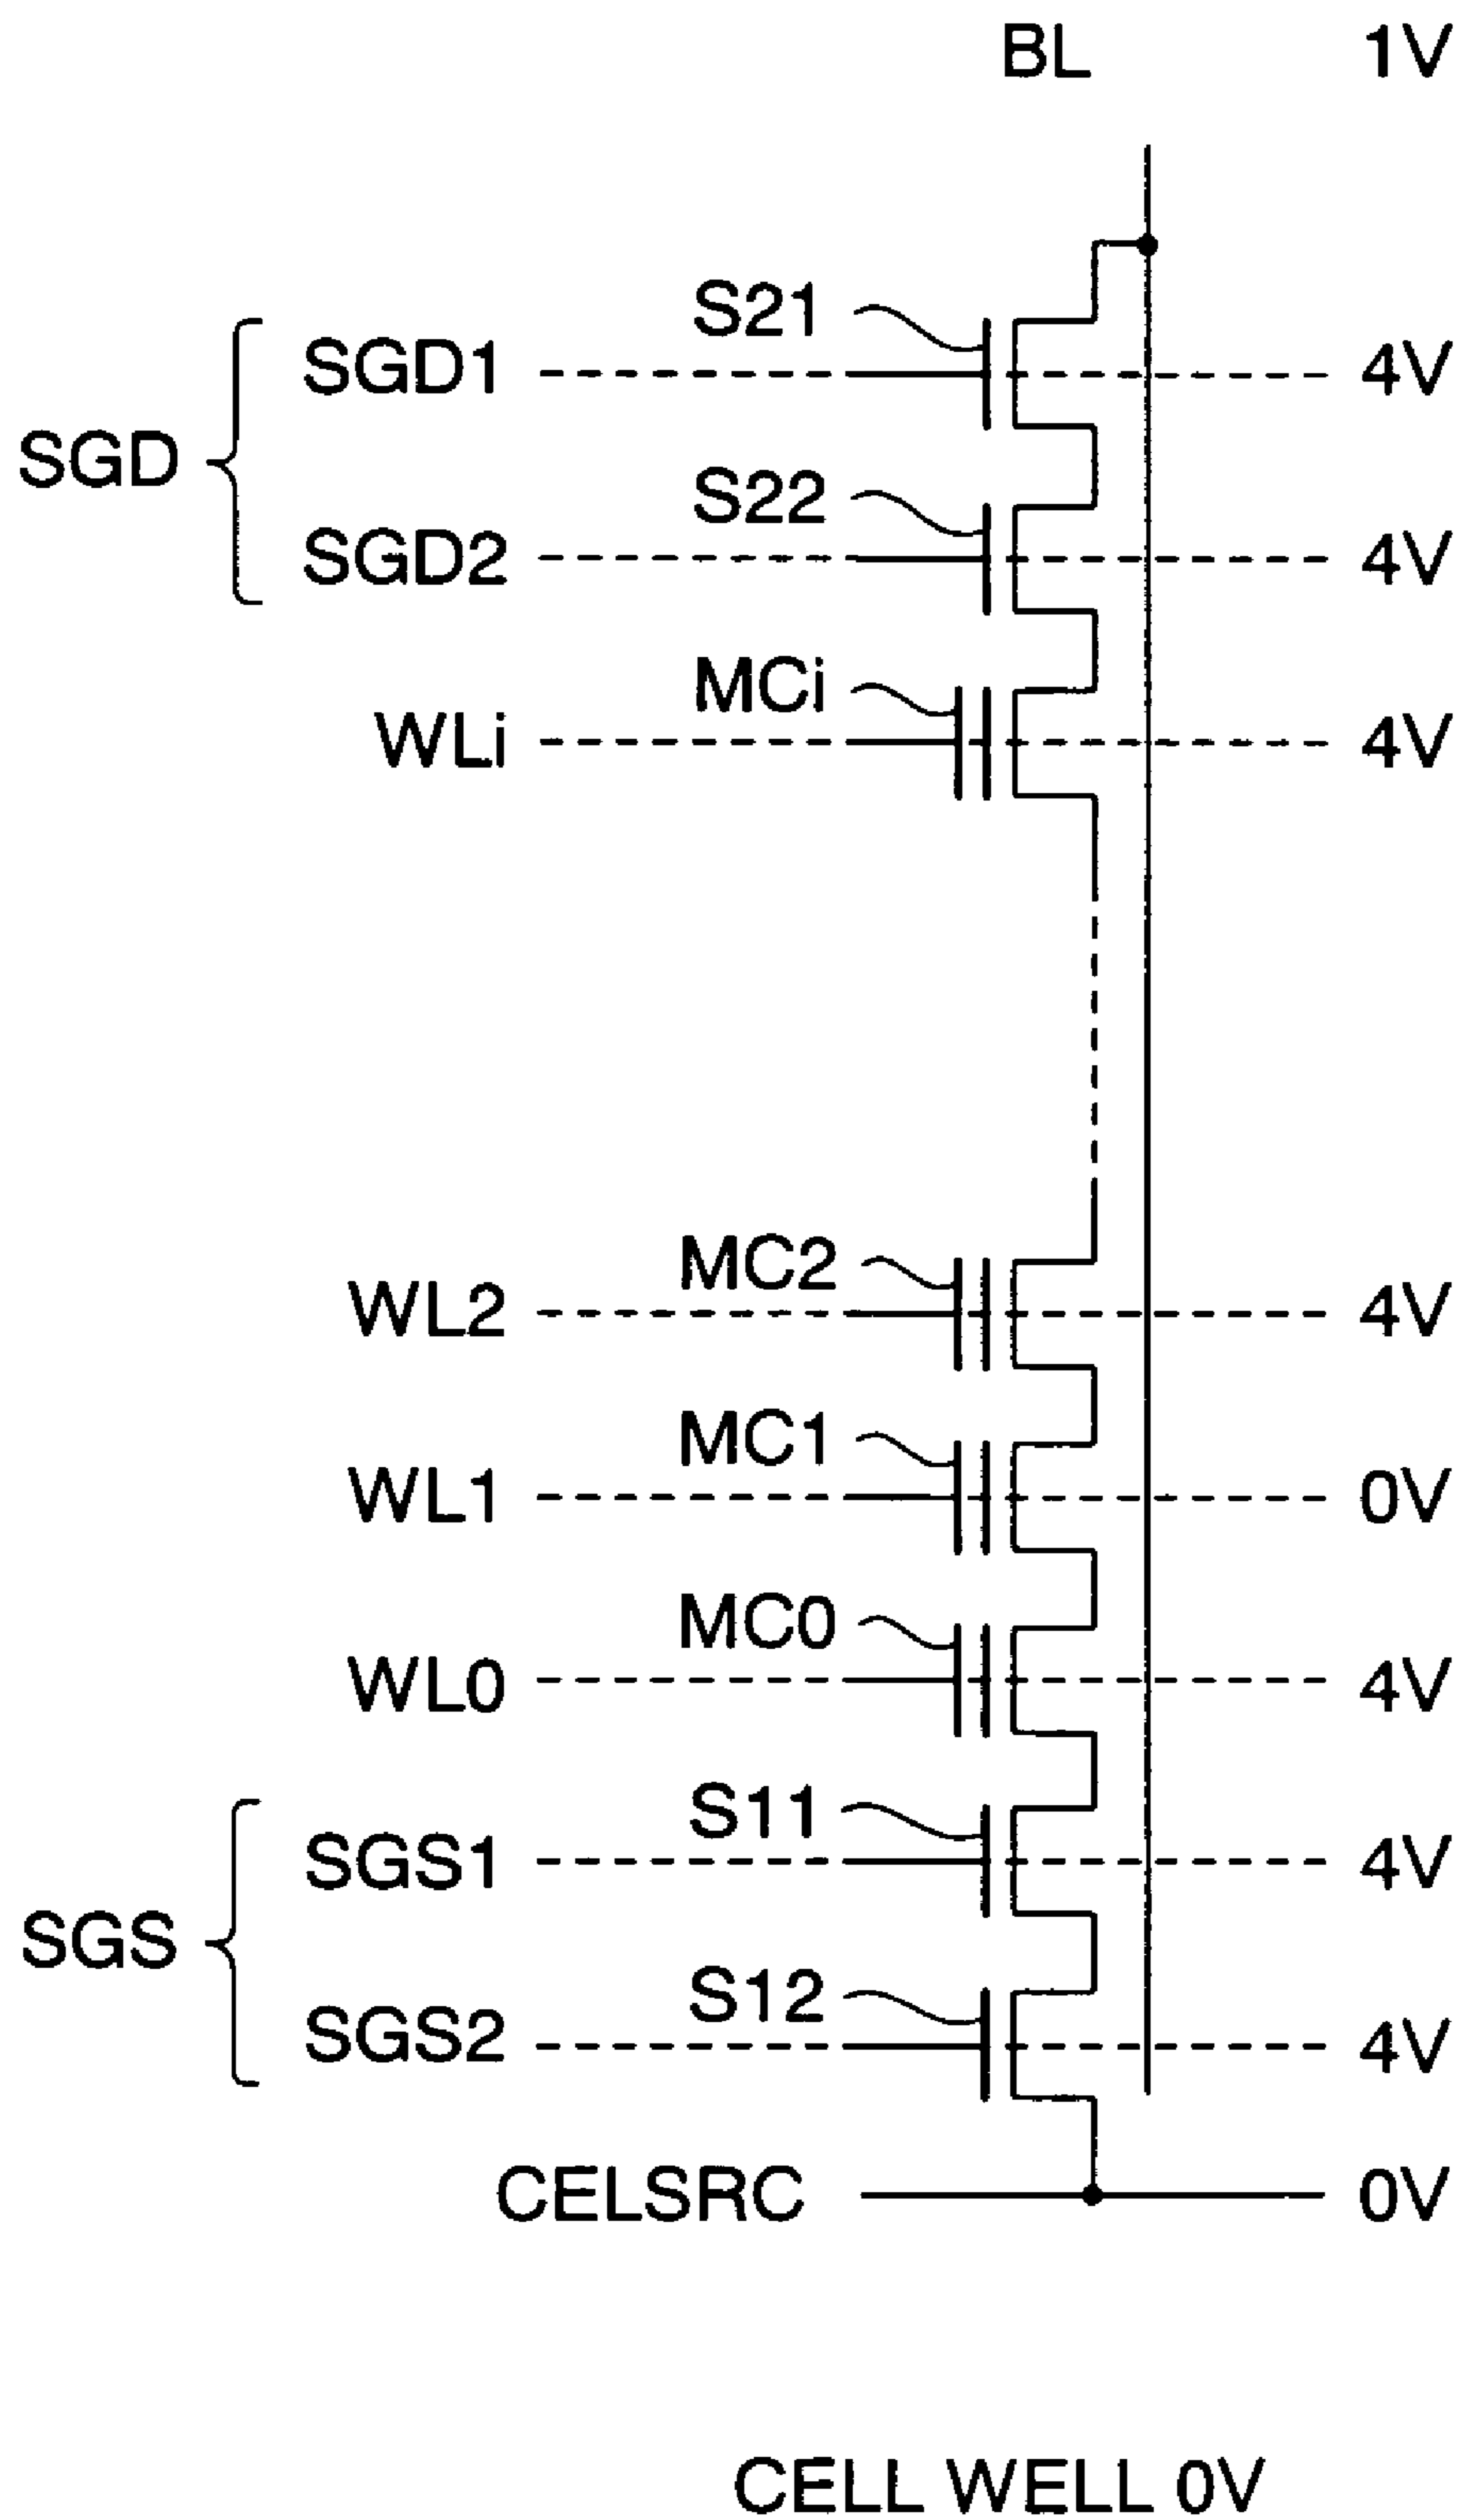 BL 1V
S21
SGD1 4V
SGD
S22
SGD2 4V
MCi
WLi 4V
MC2
WL2 4V
MC1
WL1 0V
MC0
WL0 4V
S11
SGS1 4V
SGS
S12
SGS2 4V
CELSRC 0V
CELL WELL 0V